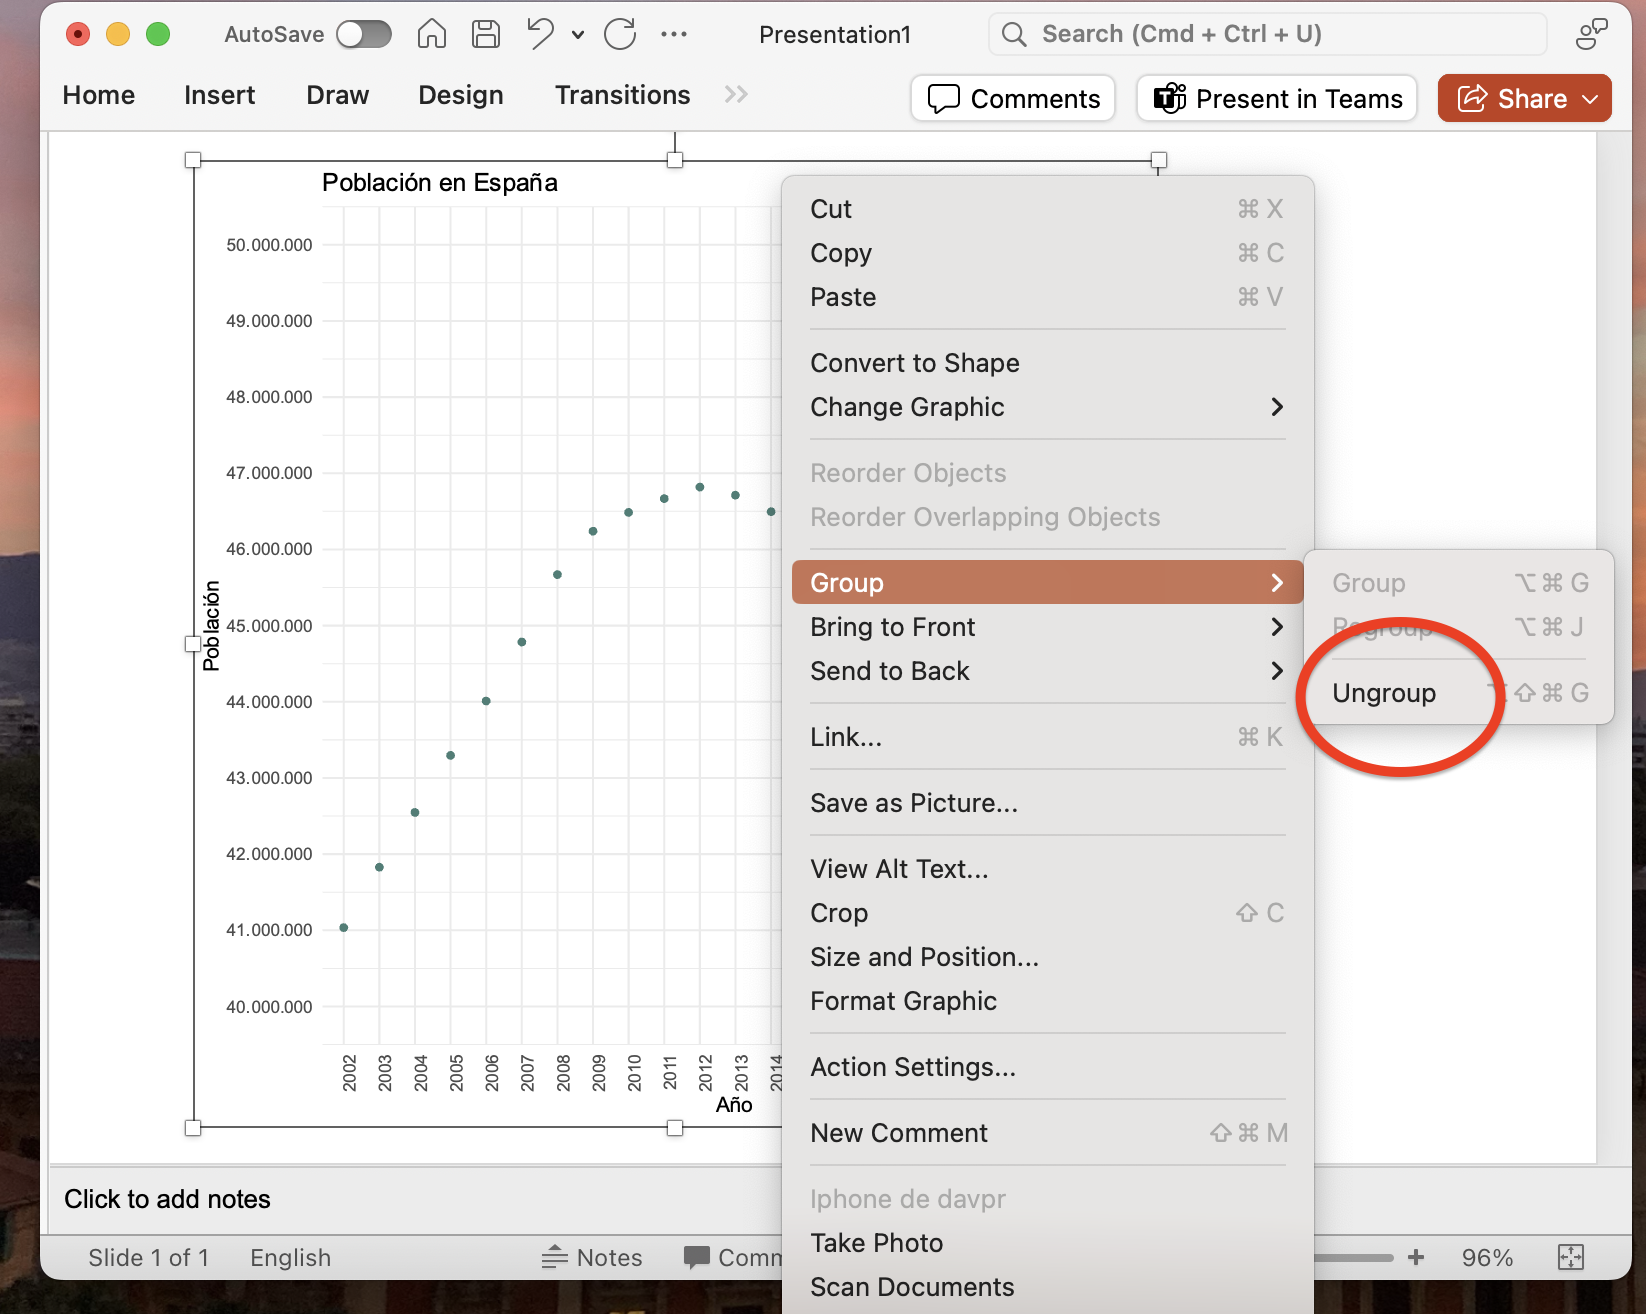 AutoSave
Presentation1
Search (Cmd + Ctrl + U)
Home
Insert
Draw
Design
Transitions
Comments
Present in Teams
Share
Población en España
50.000.000
49.000.000
48.000.000
47.000.000
46.000.000
45.000.000
44.000.000
43.000.000
42.000.000
41.000.000
40.000.000
Población
2002
2003
2004
2005
2006
2007
2008
2009
2010
2011
2012
2013
2014
Año
Cut ⌘ X
Copy ⌘ C
Paste ⌘ V
Convert to Shape
Change Graphic
Reorder Objects
Reorder Overlapping Objects
Group
Bring to Front
Send to Back
Link... ⌘ K
Save as Picture...
View Alt Text...
Crop ⇧ C
Size and Position...
Format Graphic
Action Settings...
New Comment ⇧ ⌘ M
Iphone de davpr
Take Photo
Scan Documents
Group ⌥ ⌘ G
Regroup ⌥ ⌘ J
Ungroup ⌥ ⇧ ⌘ G
Click to add notes
Slide 1 of 1
English
Notes
Comm
96%